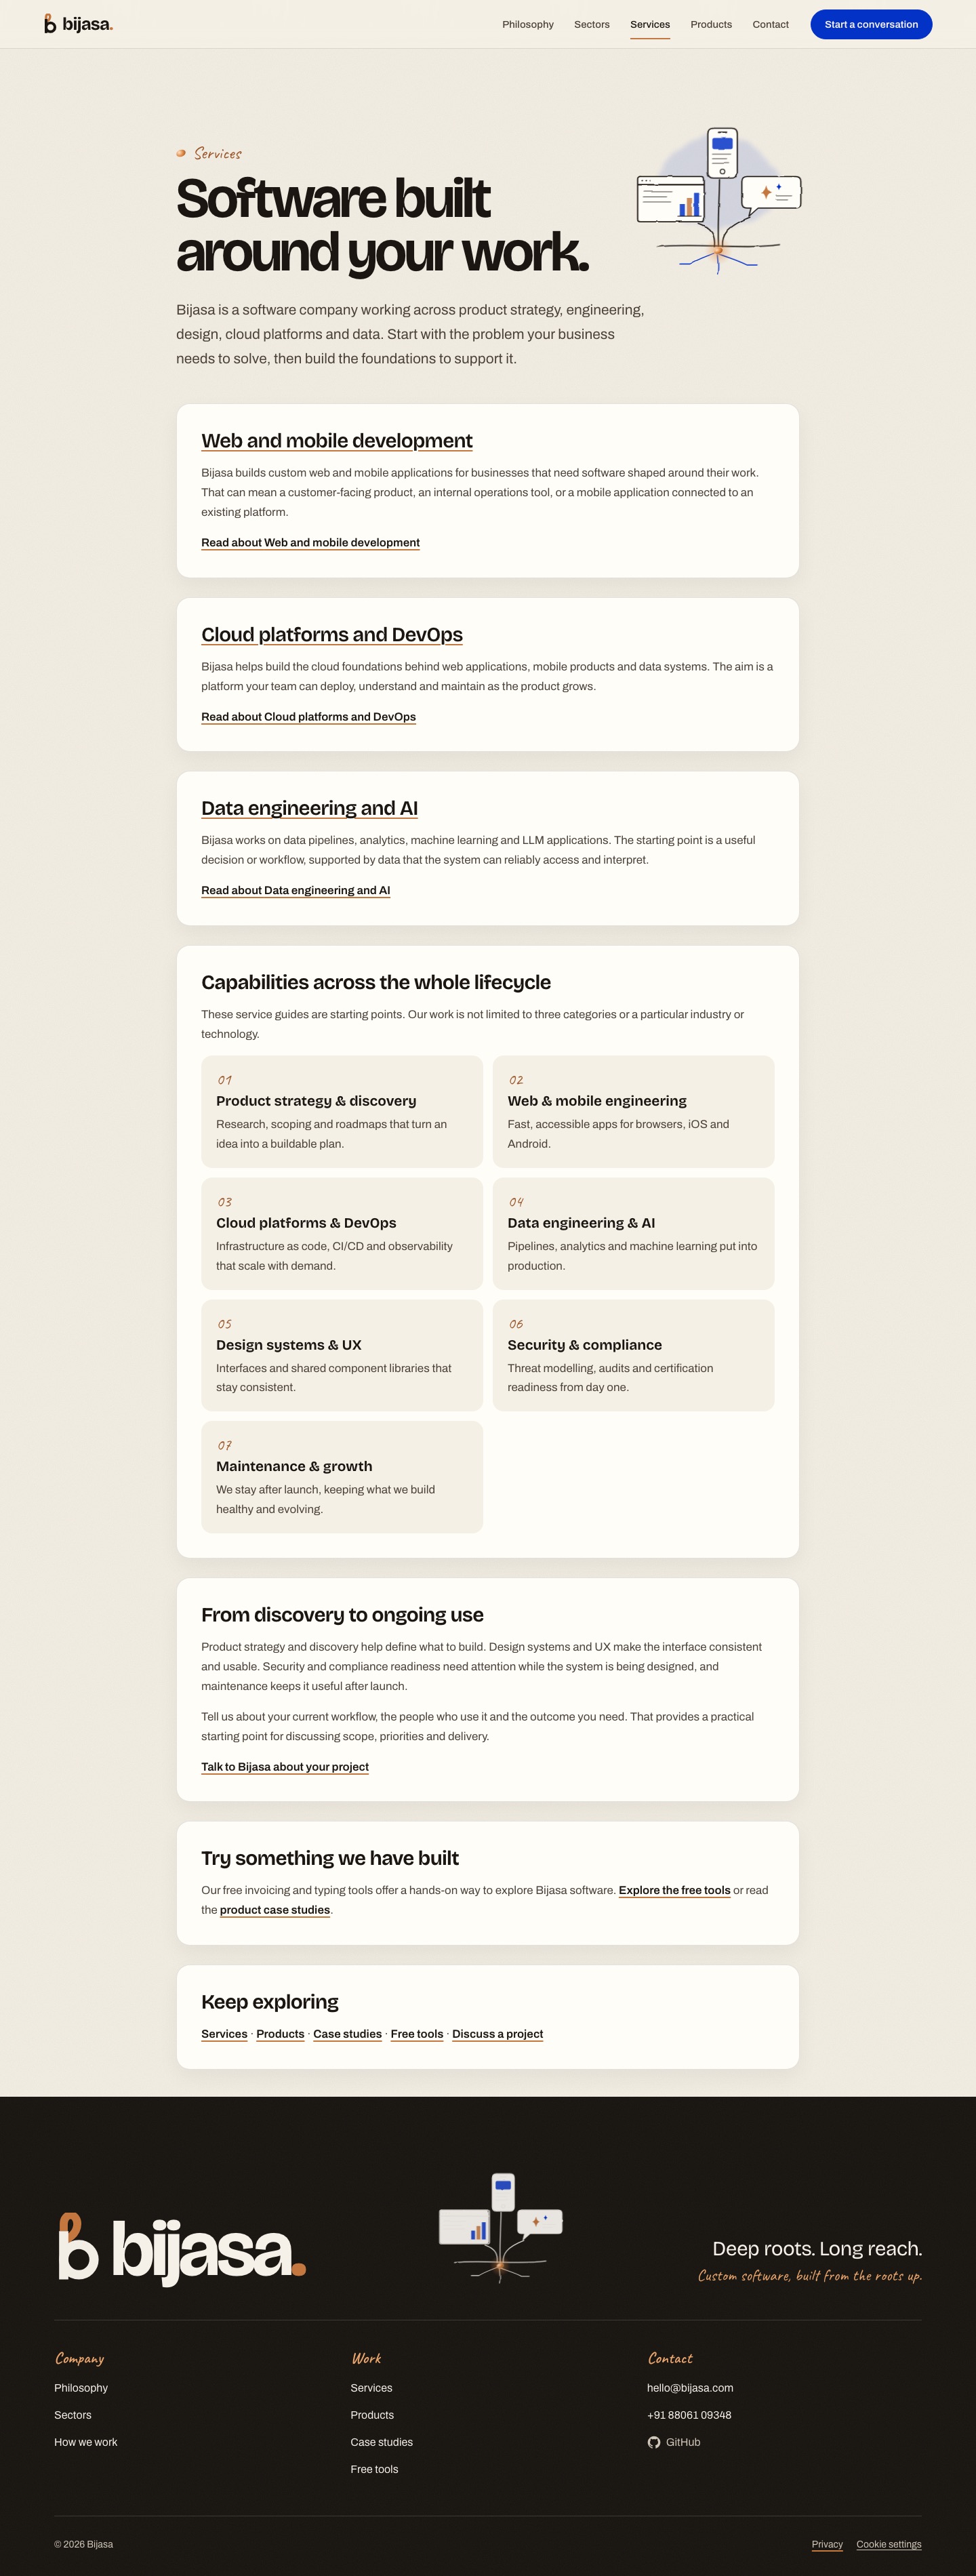 bijasa.
Philosophy
Sectors
Services
Products
Contact
Start a conversation
Services
Software built
around your work.
Bijasa is a software company working across product strategy, engineering,
design, cloud platforms and data. Start with the problem your business
needs to solve, then build the foundations to support it.
Web and mobile development
Bijasa builds custom web and mobile applications for businesses that need software shaped around their work.
That can mean a customer-facing product, an internal operations tool, or a mobile application connected to an
existing platform.
Read about Web and mobile development
Cloud platforms and DevOps
Bijasa helps build the cloud foundations behind web applications, mobile products and data systems. The aim is a
platform your team can deploy, understand and maintain as the product grows.
Read about Cloud platforms and DevOps
Data engineering and AI
Bijasa works on data pipelines, analytics, machine learning and LLM applications. The starting point is a useful
decision or workflow, supported by data that the system can reliably access and interpret.
Read about Data engineering and AI
Capabilities across the whole lifecycle
These service guides are starting points. Our work is not limited to three categories or a particular industry or
technology.
01
Product strategy & discovery
Research, scoping and roadmaps that turn an
idea into a buildable plan.
02
Web & mobile engineering
Fast, accessible apps for browsers, iOS and
Android.
03
Cloud platforms & DevOps
Infrastructure as code, CI/CD and observability
that scale with demand.
04
Data engineering & AI
Pipelines, analytics and machine learning put into
production.
05
Design systems & UX
Interfaces and shared component libraries that
stay consistent.
06
Security & compliance
Threat modelling, audits and certification
readiness from day one.
07
Maintenance & growth
We stay after launch, keeping what we build
healthy and evolving.
From discovery to ongoing use
Product strategy and discovery help define what to build. Design systems and UX make the interface consistent
and usable. Security and compliance readiness need attention while the system is being designed, and
maintenance keeps it useful after launch.
Tell us about your current workflow, the people who use it and the outcome you need. That provides a practical
starting point for discussing scope, priorities and delivery.
Talk to Bijasa about your project
Try something we have built
Our free invoicing and typing tools offer a hands-on way to explore Bijasa software. Explore the free tools or read
the product case studies.
Keep exploring
Services · Products · Case studies · Free tools · Discuss a project
bijasa.
Deep roots. Long reach.
Custom software, built from the roots up.
Company
Philosophy
Sectors
How we work
Work
Services
Products
Case studies
Free tools
Contact
hello@bijasa.com
+91 88061 09348
GitHub
© 2026 Bijasa
Privacy
Cookie settings